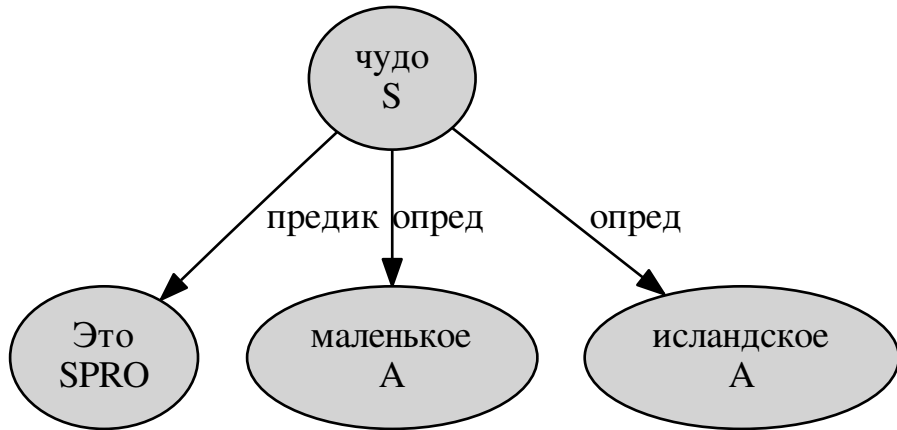 чудо
S
предик
опред
опред
Это
SPRO
маленькое
A
исландское
A